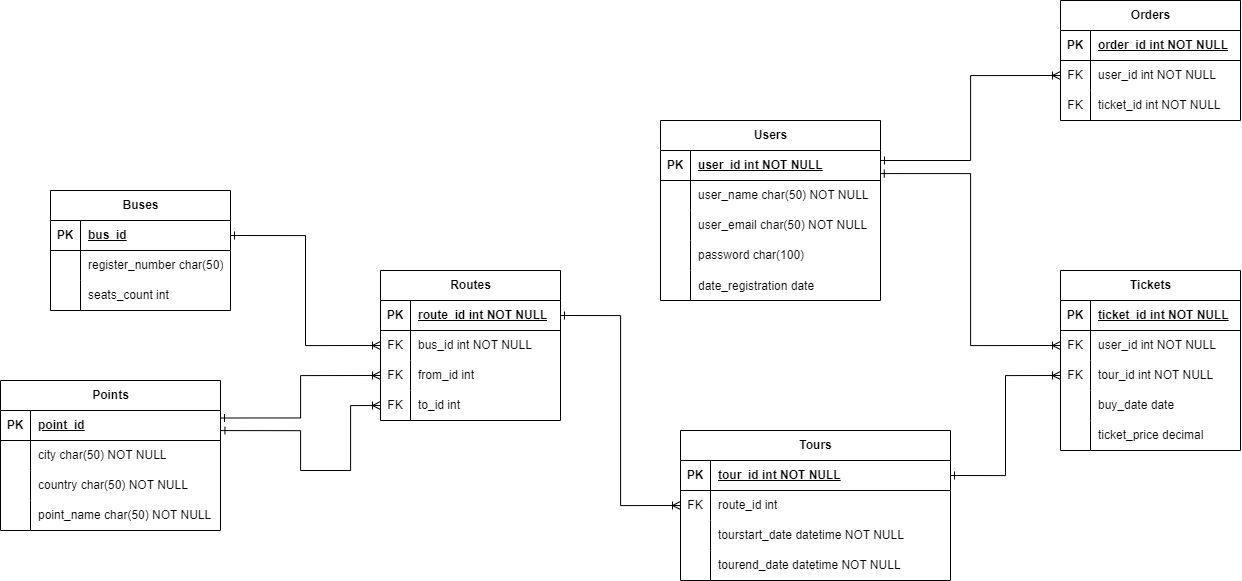 Orders
PK order_id int NOT NULL
FK user_id int NOT NULL
FK ticket_id int NOT NULL
Users
PK user_id int NOT NULL
user_name char(50) NOT NULL
user_email char(50) NOT NULL
password char(100)
date_registration date
Buses
PK bus_id
register_number char(50)
seats_count int
Routes
PK route_id int NOT NULL
FK bus_id int NOT NULL
FK from_id int
FK to_id int
Tickets
PK ticket_id int NOT NULL
FK user_id int NOT NULL
FK tour_id int NOT NULL
buy_date date
ticket_price decimal
Points
PK point_id
city char(50) NOT NULL
country char(50) NOT NULL
point_name char(50) NOT NULL
Tours
PK tour_id int NOT NULL
FK route_id int
tourstart_date datetime NOT NULL
tourend_date datetime NOT NULL